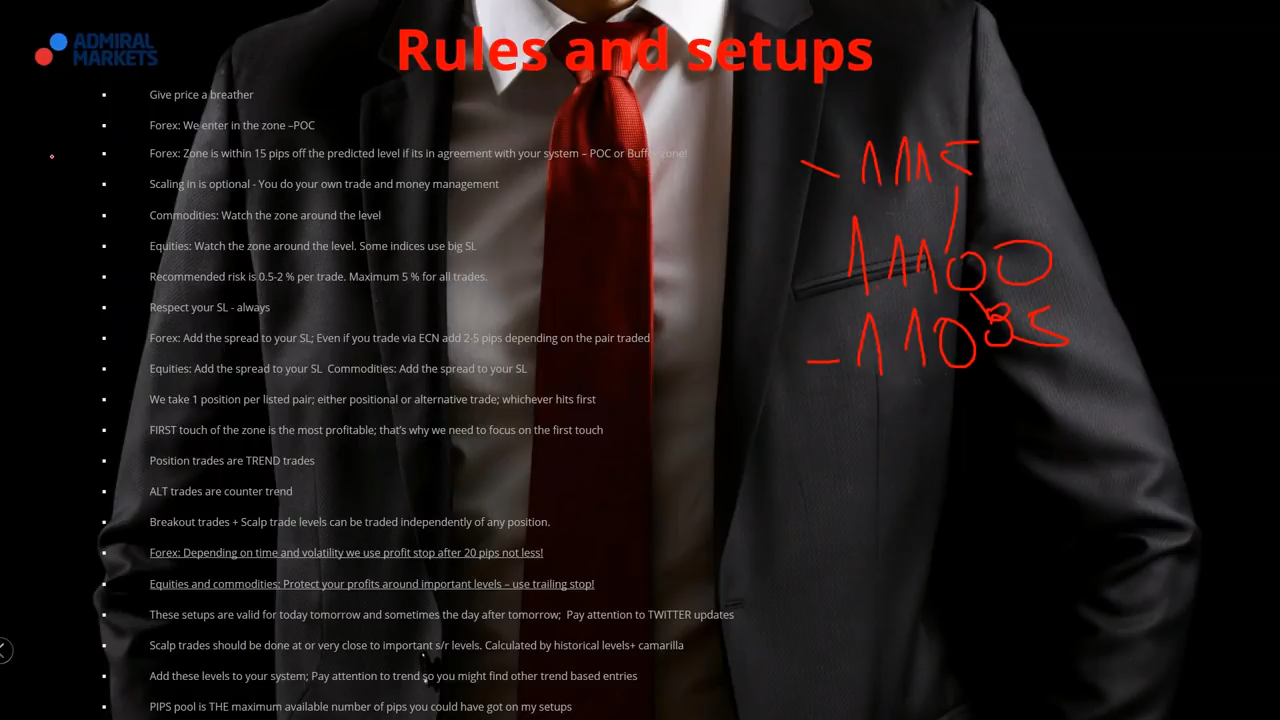 ADMIRAL
MARKETS
Rules and setups
Give price a breather
Forex: We enter in the zone –POC
Forex: Zone is within 15 pips off the predicted level if its in agreement with your system – POC or Buffer zone!
Scaling in is optional - You do your own trade and money management
Commodities: Watch the zone around the level
Equities: Watch the zone around the level. Some indices use big SL
Recommended risk is 0.5-2 % per trade. Maximum 5 % for all trades.
Respect your SL - always
Forex: Add the spread to your SL; Even if you trade via ECN add 2-5 pips depending on the pair traded
Equities: Add the spread to your SL  Commodities: Add the spread to your SL
We take 1 position per listed pair; either positional or alternative trade; whichever hits first
FIRST touch of the zone is the most profitable; that's why we need to focus on the first touch
Position trades are TREND trades
ALT trades are counter trend
Breakout trades + Scalp trade levels can be traded independently of any position.
Forex: Depending on time and volatility we use profit stop after 20 pips not less!
Equities and commodities: Protect your profits around important levels – use trailing stop!
These setups are valid for today tomorrow and sometimes the day after tomorrow;  Pay attention to TWITTER updates
Scalp trades should be done at or very close to important s/r levels. Calculated by historical levels+ camarilla
Add these levels to your system; Pay attention to trend so you might find other trend based entries
PIPS pool is THE maximum available number of pips you could have got on my setups
- 1115
1.1100
- 11085